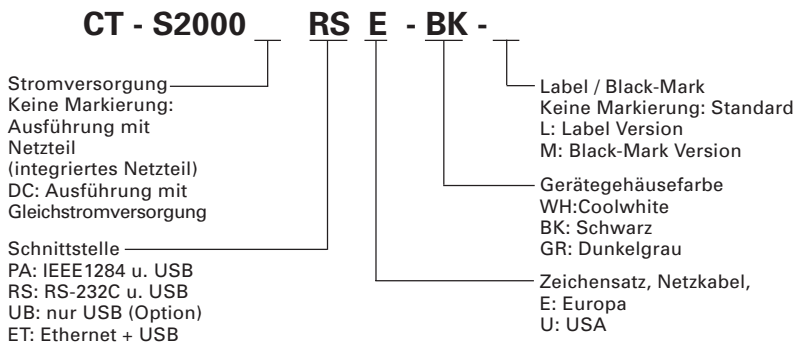 CT - S2000 __ RS E - BK - __
Stromversorgung
Keine Markierung:
Ausführung mit
Netzteil
(integriertes Netzteil)
DC: Ausführung mit
Gleichstromversorgung
Schnittstelle
PA: IEEE1284 u. USB
RS: RS-232C u. USB
UB: nur USB (Option)
ET: Ethernet + USB
Label / Black-Mark
Keine Markierung: Standard
L: Label Version
M: Black-Mark Version
Gerätegehäusefarbe
WH:Coolwhite
BK: Schwarz
GR: Dunkelgrau
Zeichensatz, Netzkabel,
E: Europa
U: USA